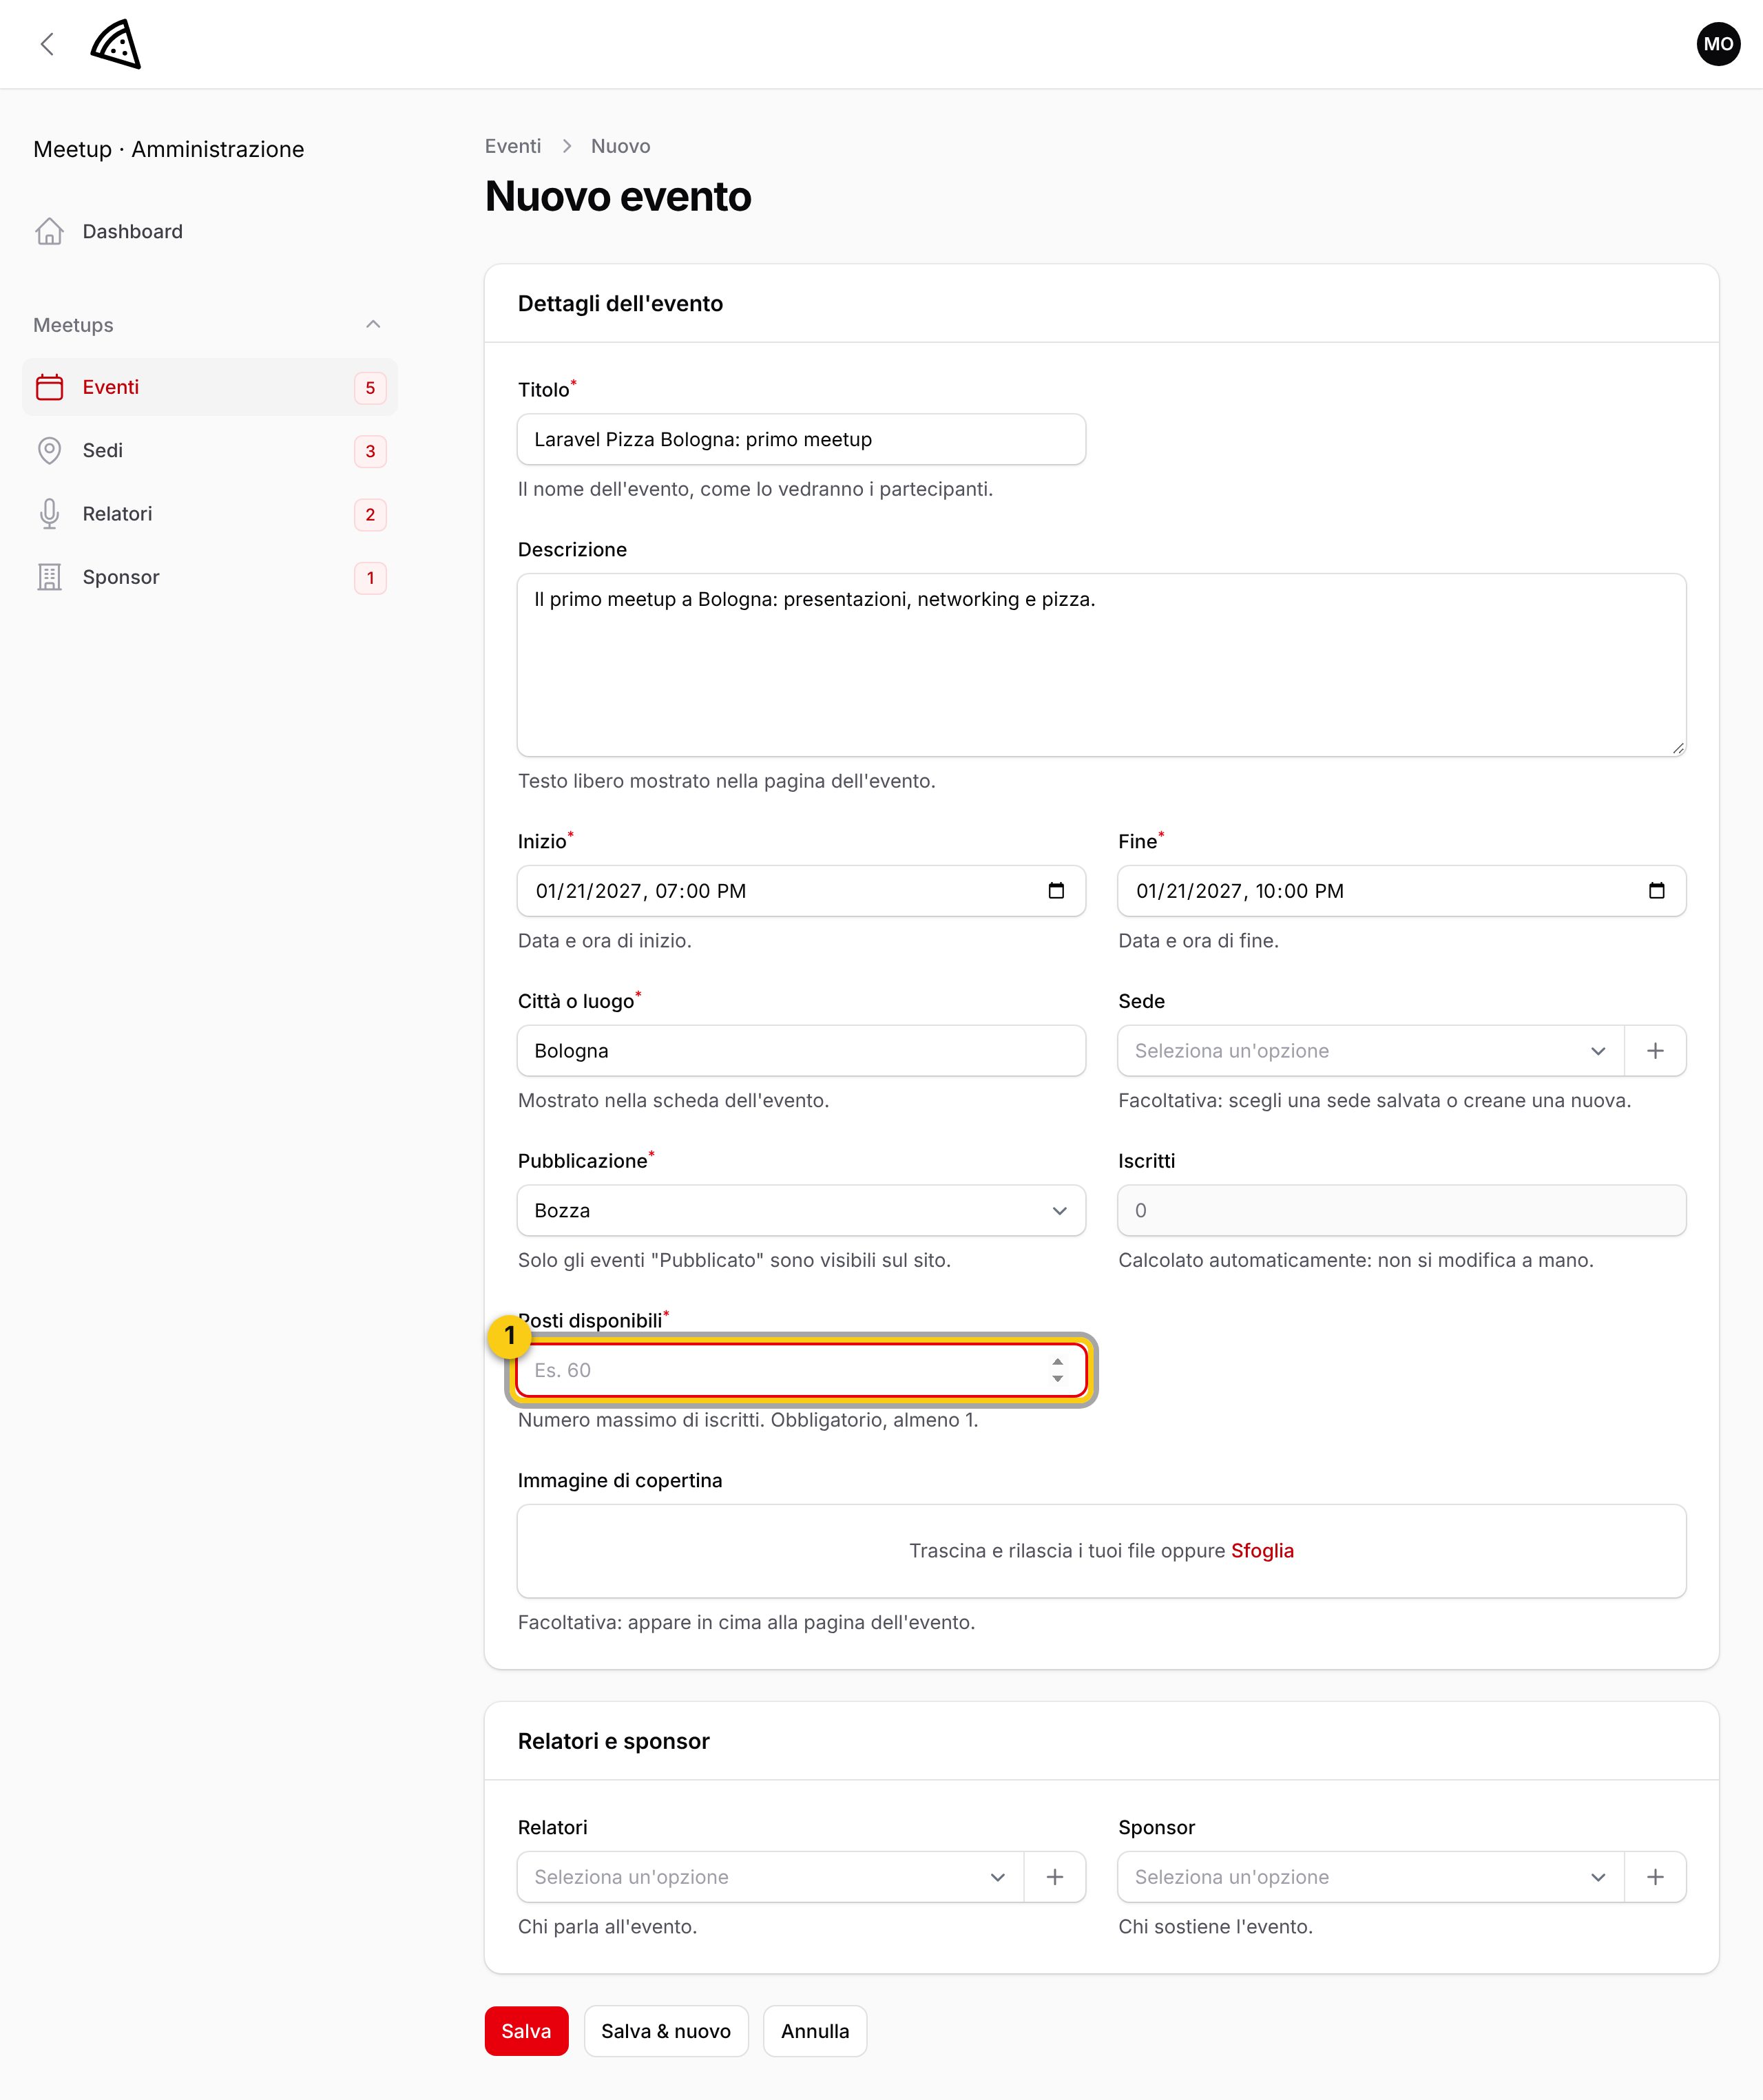 MO
Meetup · Amministrazione
Dashboard
Meetups
Eventi 5
Sedi 3
Relatori 2
Sponsor 1
Eventi > Nuovo
Nuovo evento
Dettagli dell'evento
Titolo*
Laravel Pizza Bologna: primo meetup
Il nome dell'evento, come lo vedranno i partecipanti.
Descrizione
Il primo meetup a Bologna: presentazioni, networking e pizza.
Testo libero mostrato nella pagina dell'evento.
Inizio* Fine*
01/21/2027, 07:00 PM 01/21/2027, 10:00 PM
Data e ora di inizio. Data e ora di fine.
Città o luogo* Sede
Bologna Seleziona un'opzione +
Mostrato nella scheda dell'evento. Facoltativa: scegli una sede salvata o creane una nuova.
Pubblicazione* Iscritti
Bozza 0
Solo gli eventi "Pubblicato" sono visibili sul sito. Calcolato automaticamente: non si modifica a mano.
Posti disponibili*
1
Es. 60
Numero massimo di iscritti. Obbligatorio, almeno 1.
Immagine di copertina
Trascina e rilascia i tuoi file oppure Sfoglia
Facoltativa: appare in cima alla pagina dell'evento.
Relatori e sponsor
Relatori Sponsor
Seleziona un'opzione + Seleziona un'opzione +
Chi parla all'evento. Chi sostiene l'evento.
Salva Salva & nuovo Annulla